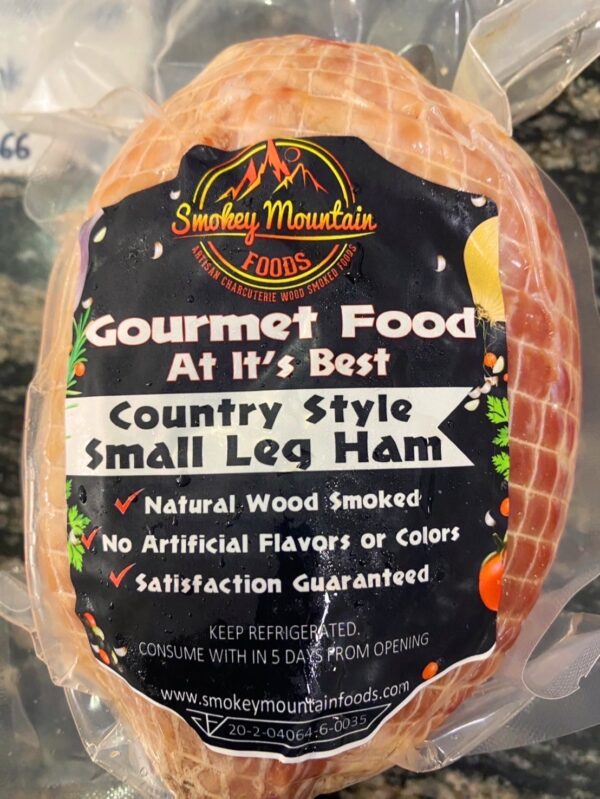 66
Smokey Mountain
FOODS
ARTISAN CHARCUTERIE WOOD SMOKED FOODS
Gourmet Food
At It's Best
Country Style
Small Leg Ham
Natural Wood Smoked
No Artificial Flavors or Colors
Satisfaction Guaranteed
KEEP REFRIGERATED.
CONSUME WITH IN 5 DAYS FROM OPENING
www.smokeymountainfoods.com
20-2-04064-6-0035